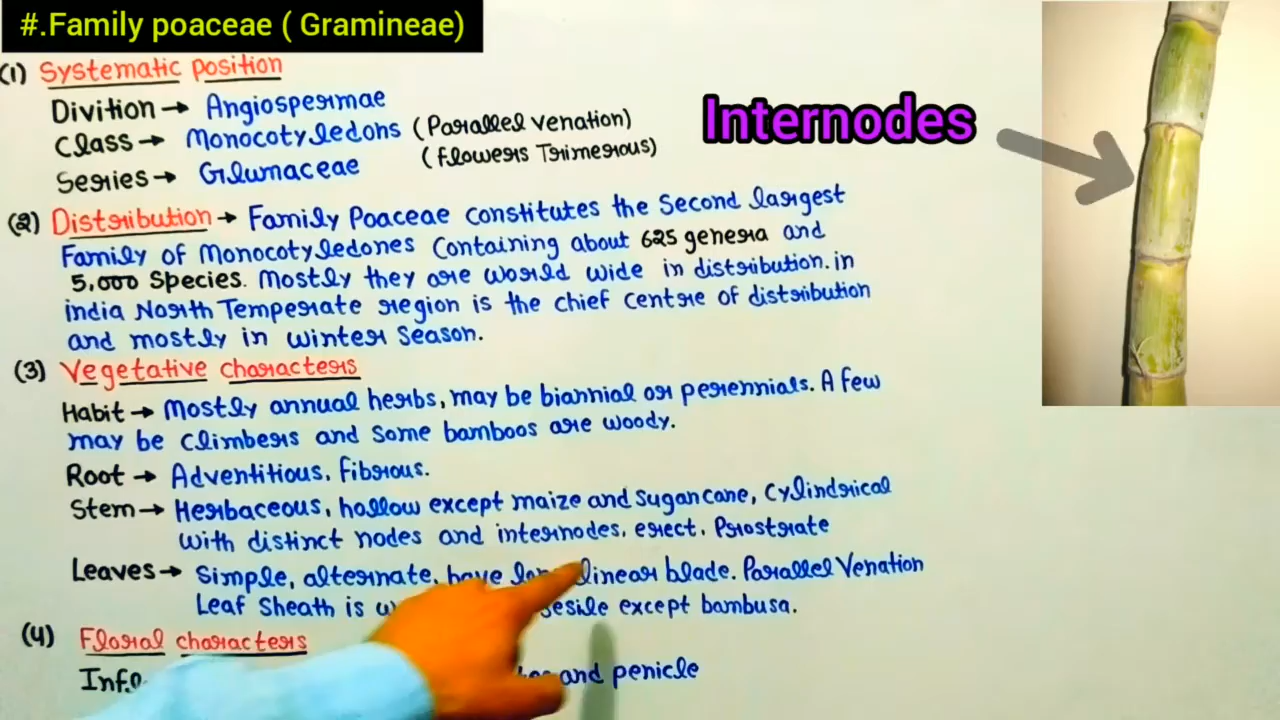 #.Family poaceae ( Gramineae)
(1) Systematic position
Divition → Angiospermae
Class → Monocotyledons (Parallel Venation)
(flowers Trimerous)
Series → Glumaceae
Internodes
(2) Distribution → Family Poaceae constitutes the Second largest
Family of Monocotyledones Containing about 625 genera and
5,000 Species. Mostly they are world wide in distribution. in
india North Temperate region is the chief centre of distribution
and mostly in winter Season.
(3) Vegetative characters
Habit → Mostly annual herbs, may be biannial or perennials. A few
may be Climbers and Some bamboos are woody.
Root → Adventitious, fibrous.
Stem → Herbaceous, hollow except maize and Sugancane, Cylindrical
with distinct nodes and internodes, erect, Prostrate
Leaves → Simple, alternate, have linear blade. Parallel Venation
Leaf Sheath is sesile except bambusa.
(4) Floral characters
and penicle